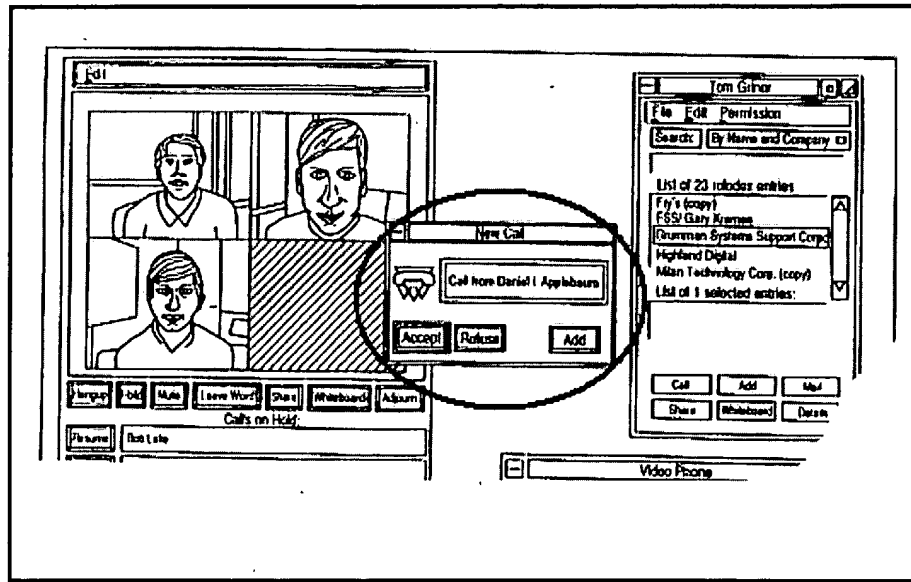 Edit
Hangup Hold Mute Leave Word Share Whiteboard Adjourn
Calls on Hold:
Resume
New Call
Call from Daniel I Applebaum
Accept Refuse Add
Tom Gilnor
File Edit Permission
Search: By Name and Company
List of 23 rolodex entries
Fry's (copy)
FSS/ Gary
Grumman Systems Support Corp
Highland Digital
Milan Technology Corp. (copy)
List of 1 selected entries:
Call Add Mail
Share Whiteboard Delete
Video Phone